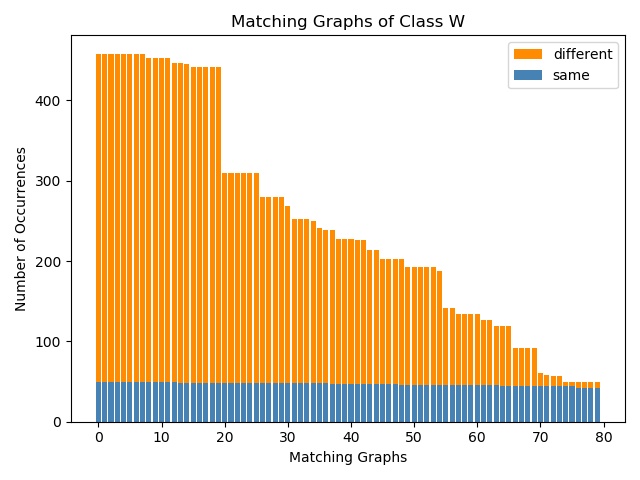 Matching Graphs of Class W
different
same
Number of Occurrences
400
300
200
100
0
0 10 20 30 40 50 60 70 80
Matching Graphs